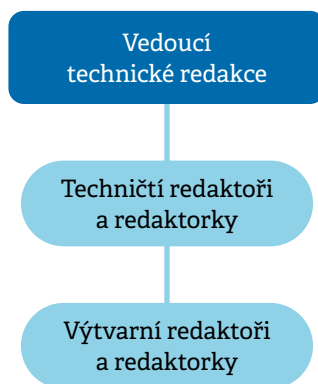 Vedoucí
technické redakce
Techničtí redaktoři
a redaktorky
Výtvarní redaktoři
a redaktorky